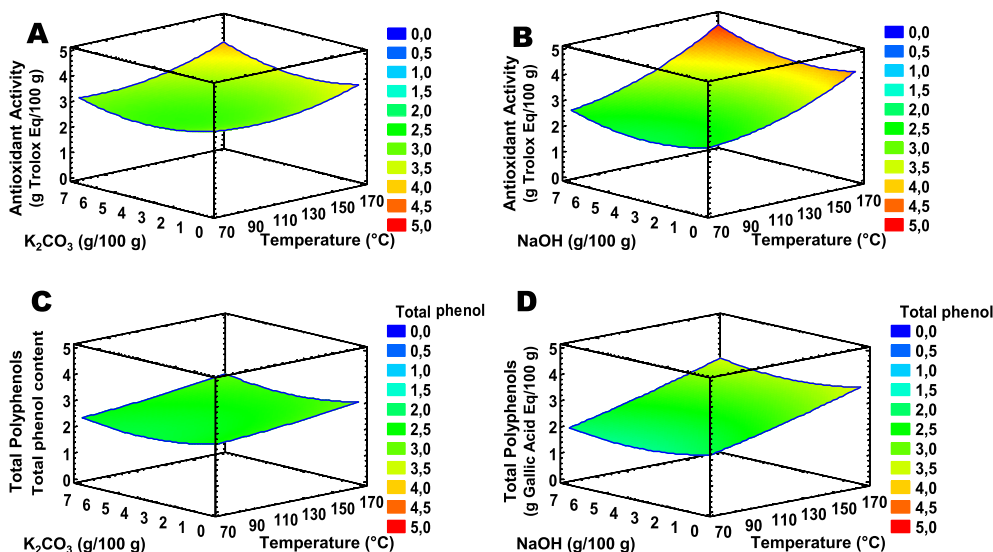 A
Antioxidant Activity
(g Trolox Eq/100 g)
5
4
3
2
1
0
7 6 5 4 3 2 1 0
70 90 110 130 150 170
K₂CO₃ (g/100 g)
Temperature (°C)
0,0
0,5
1,0
1,5
2,0
2,5
3,0
3,5
4,0
4,5
5,0
B
Antioxidant Activity
(g Trolox Eq/100 g)
5
4
3
2
1
0
7 6 5 4 3 2 1 0
70 90 110 130 150 170
NaOH (g/100 g)
Temperature (°C)
0,0
0,5
1,0
1,5
2,0
2,5
3,0
3,5
4,0
4,5
5,0
C
Total Polyphenols
Total phenol content
5
4
3
2
1
0
7 6 5 4 3 2 1 0
70 90 110 130 150 170
K₂CO₃ (g/100 g)
Temperature (°C)
Total phenol
0,0
0,5
1,0
1,5
2,0
2,5
3,0
3,5
4,0
4,5
5,0
D
Total Polyphenols
(g Gallic Acid Eq/100 g)
5
4
3
2
1
0
7 6 5 4 3 2 1 0
70 90 110 130 150 170
NaOH (g/100 g)
Temperature (°C)
Total phenol
0,0
0,5
1,0
1,5
2,0
2,5
3,0
3,5
4,0
4,5
5,0